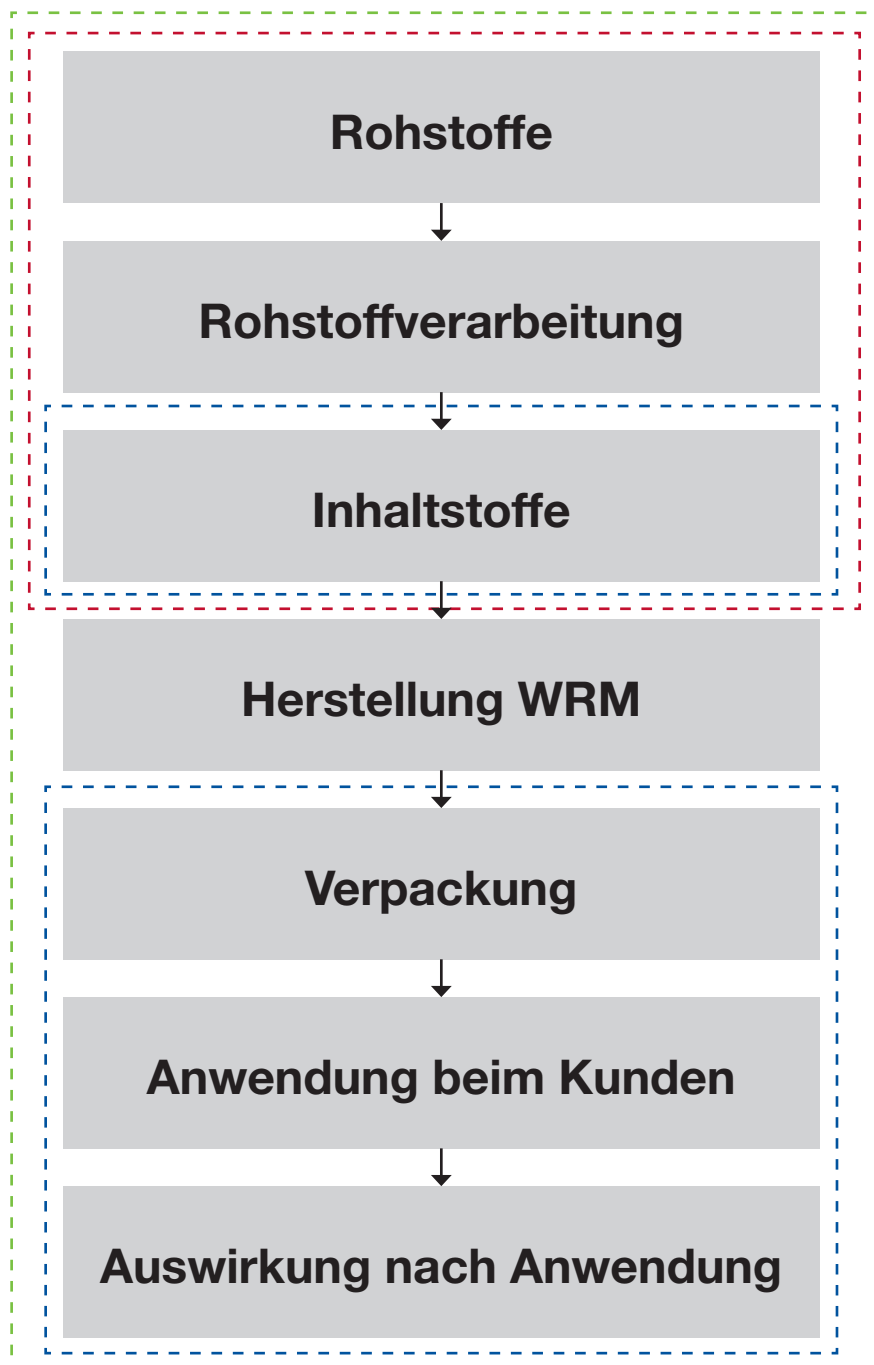 Rohstoffe
Rohstoffverarbeitung
Inhaltstoffe
Herstellung WRM
Verpackung
Anwendung beim Kunden
Auswirkung nach Anwendung